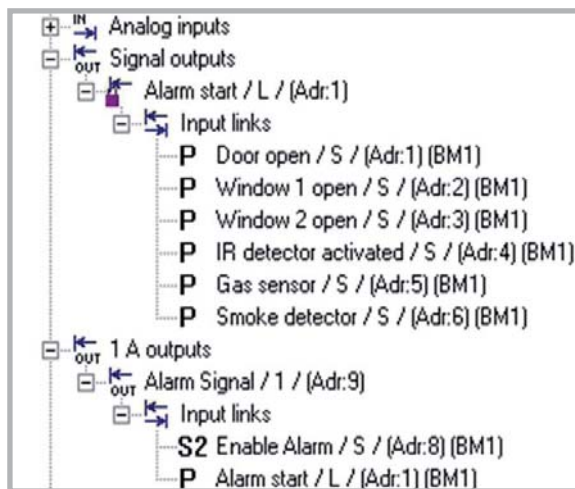 IN Analog inputs
OUT Signal outputs
Alarm start / L / (Adr:1)
Input links
P Door open / S / (Adr:1) (BM1)
P Window 1 open / S / (Adr:2) (BM1)
P Window 2 open / S / (Adr:3) (BM1)
P IR detector activated / S / (Adr:4) (BM1)
P Gas sensor / S / (Adr:5) (BM1)
P Smoke detector / S / (Adr:6) (BM1)
OUT 1 A outputs
OUT Alarm Signal / 1 / (Adr:9)
Input links
S2 Enable Alarm / S / (Adr:8) (BM1)
P Alarm start / L / (Adr:1) (BM1)